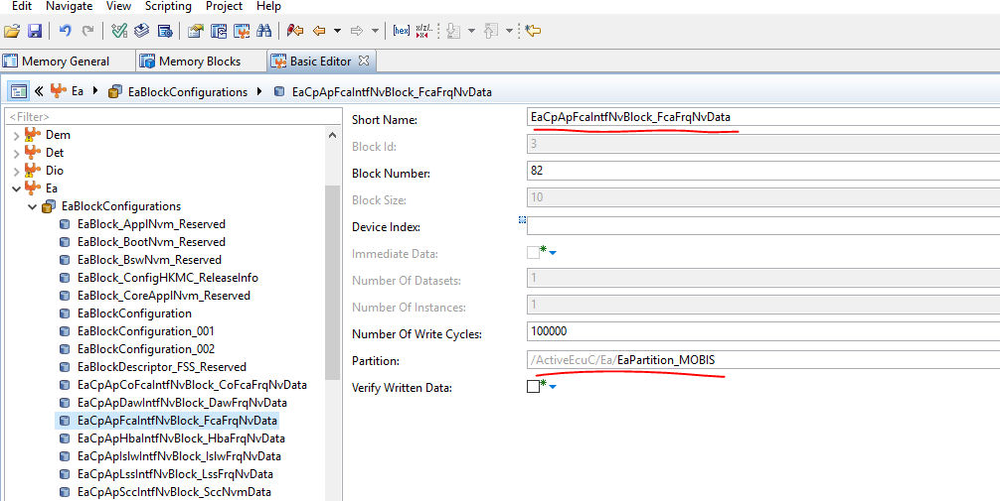 Edit Navigate View Scripting Project Help
[hex]
Memory General Memory Blocks Basic Editor
Ea EaBlockConfigurations EaCpApFcaIntfNvBlock_FcaFrqNvData
<Filter>
Dem
Det
Dio
Ea
EaBlockConfigurations
EaBlock_ApplNvm_Reserved
EaBlock_BootNvm_Reserved
EaBlock_BswNvm_Reserved
EaBlock_ConfigHKMC_ReleaseInfo
EaBlock_CoreApplNvm_Reserved
EaBlockConfiguration
EaBlockConfiguration_001
EaBlockConfiguration_002
EaBlockDescriptor_FSS_Reserved
EaCpApCoFcaIntfNvBlock_CoFcaFrqNvData
EaCpApDawIntfNvBlock_DawFrqNvData
EaCpApFcaIntfNvBlock_FcaFrqNvData
EaCpApHbaIntfNvBlock_HbaFrqNvData
EaCpApIslwIntfNvBlock_IslwFrqNvData
EaCpApLssIntfNvBlock_LssFrqNvData
EaCpApSccIntfNvBlock_SccNvmData
Short Name: EaCpApFcaIntfNvBlock_FcaFrqNvData
Block Id: 3
Block Number: 82
Block Size: 10
Device Index:
Immediate Data:
Number Of Datasets: 1
Number Of Instances: 1
Number Of Write Cycles: 100000
Partition: /ActiveEcuC/Ea/EaPartition_MOBIS
Verify Written Data: